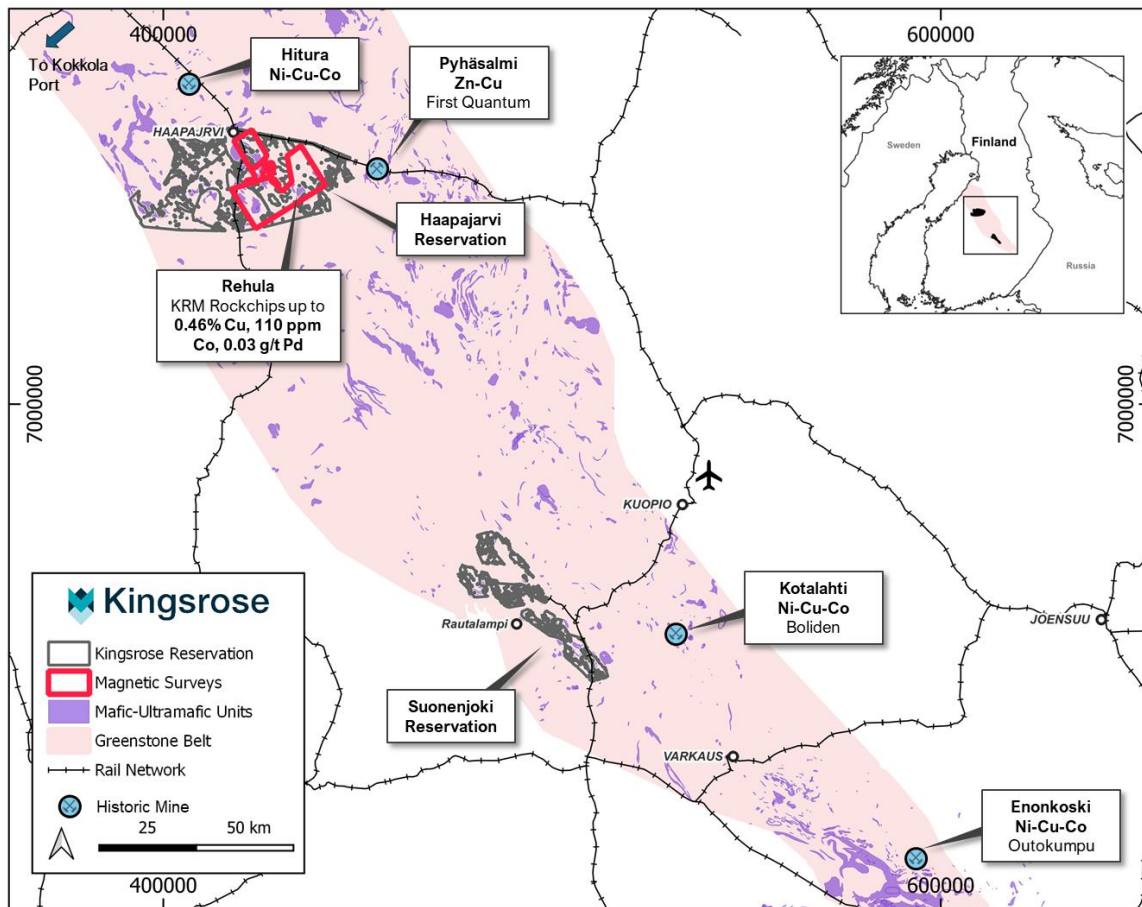 400000
600000
To Kokkola
Port
Hitura
Ni-Cu-Co
Pyhäsalmi
Zn-Cu
First Quantum
HAAPAJRVI
Haapajarvi
Reservation
Rehula
KRM Rockchips up to
0.46% Cu, 110 ppm
Co, 0.03 g/t Pd
Sweden
Finland
Russia
7000000
7000000
KUOPIO
Rautalampi
Kotalahti
Ni-Cu-Co
Boliden
JOENSUU
Suonenjoki
Reservation
VARKAUS
Enonkoski
Ni-Cu-Co
Outokumpu
Kingsrose
Kingsrose Reservation
Magnetic Surveys
Mafic-Ultramafic Units
Greenstone Belt
Rail Network
Historic Mine
25 50 km
400000
600000